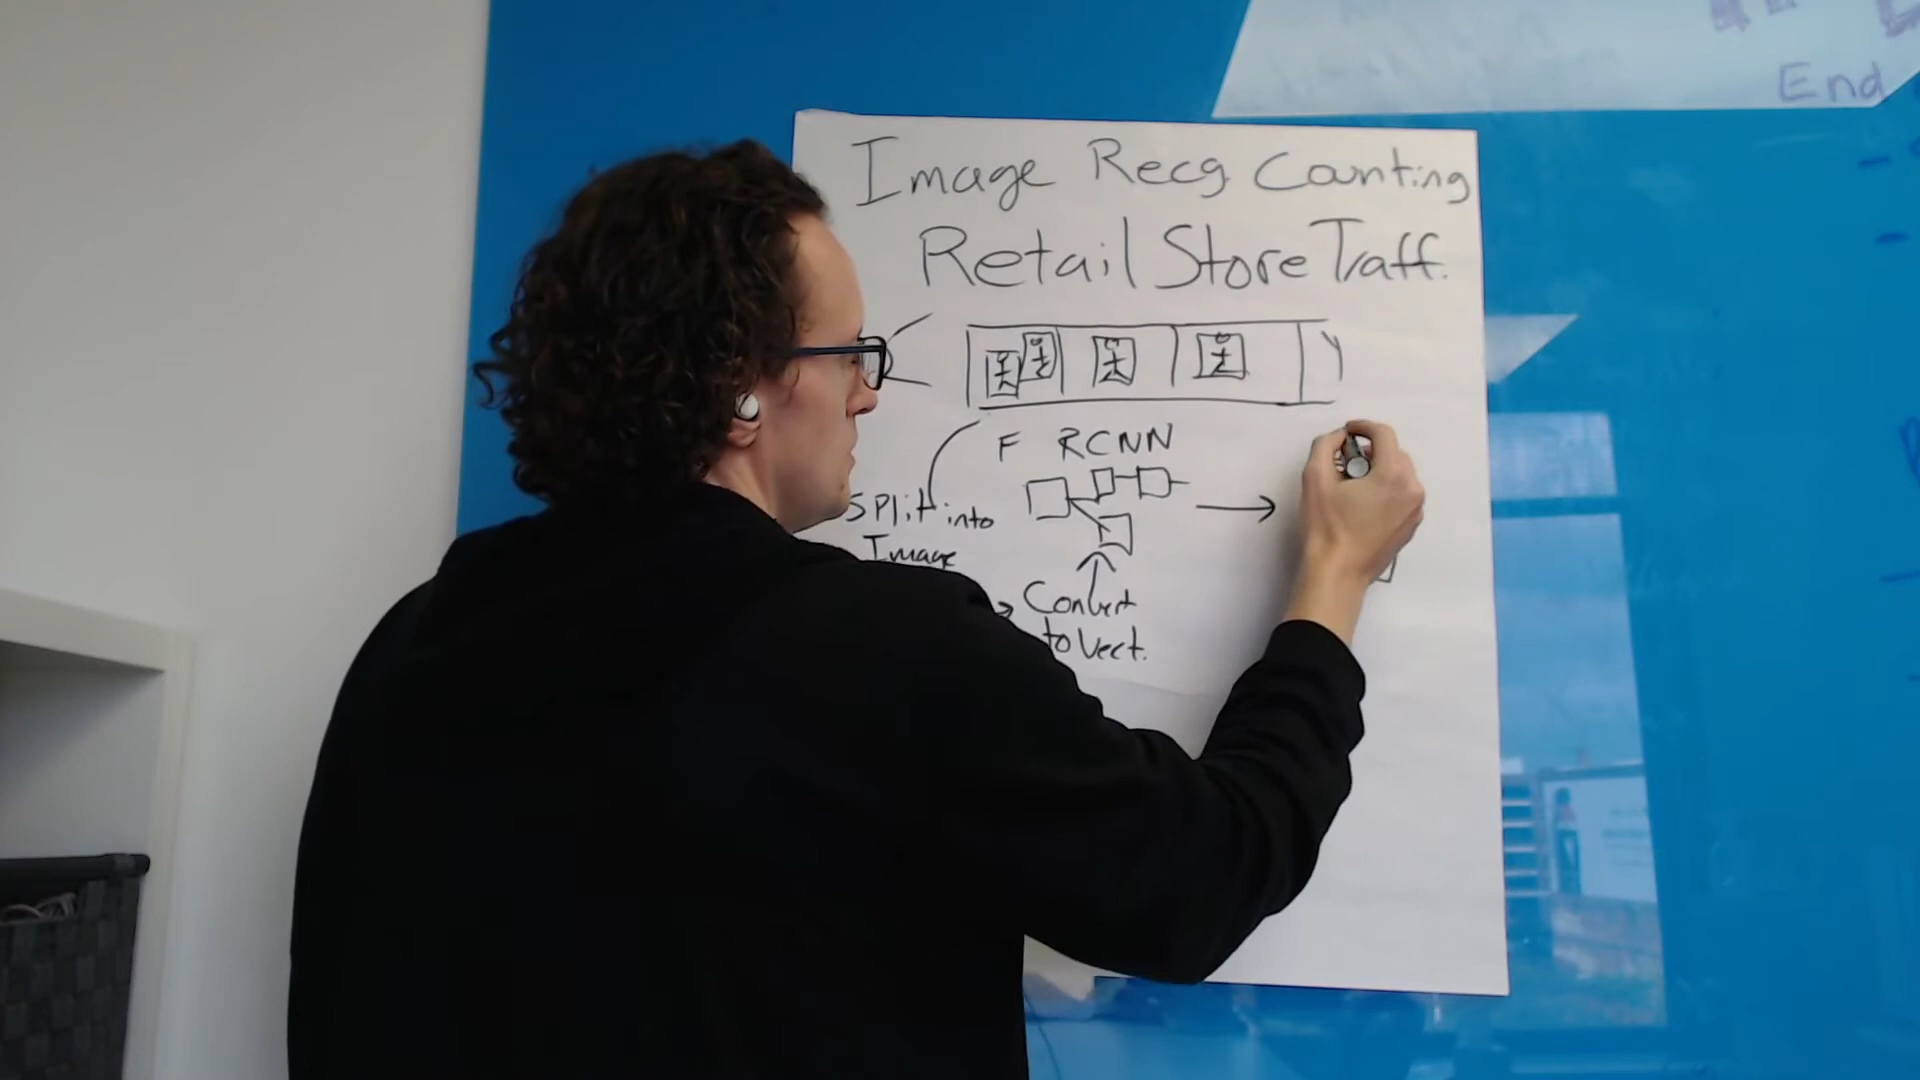 Image Recg Counting
Retail Store Traff.
F RCNN
Split into
Image
Convert
to Vect.
End